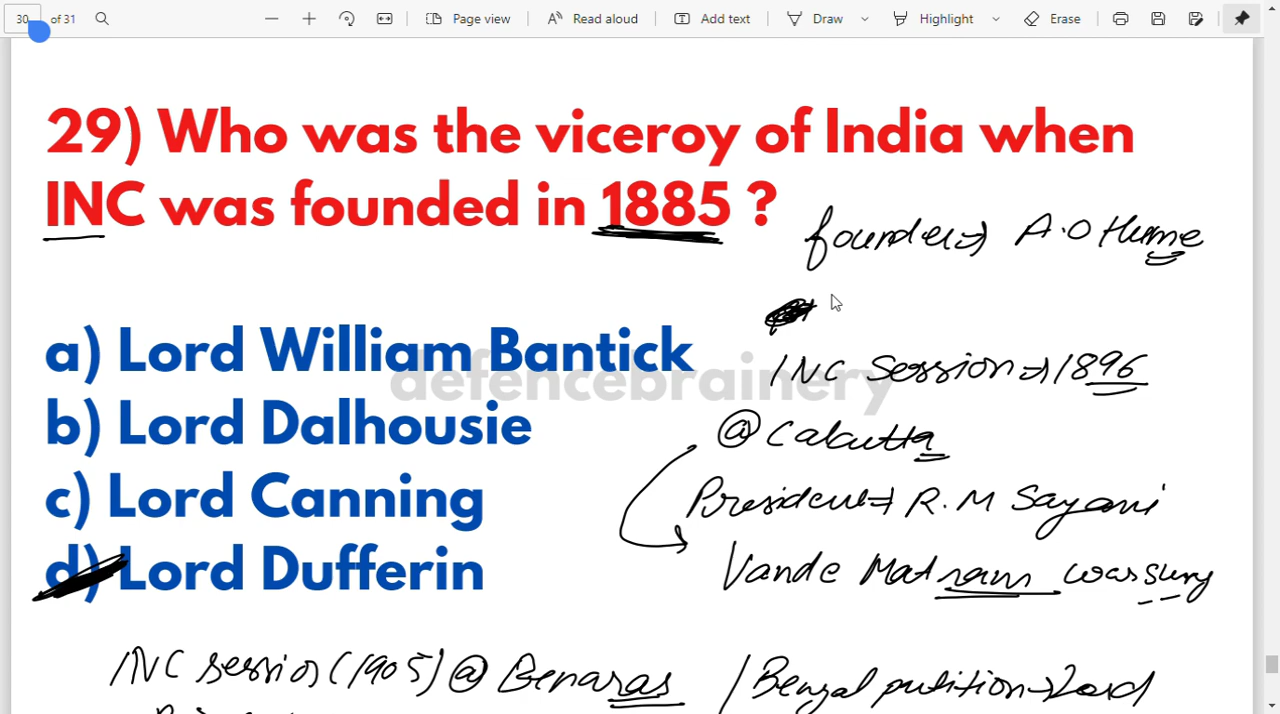 30 of 31 Page view Read aloud Add text Draw Highlight Erase
29) Who was the viceroy of India when
INC was founded in 1885 ?
founder⇒ A.O Hume
a) Lord William Bantick
defencebrainery
INC Session⇒1896
b) Lord Dalhousie
@ Calcutta
c) Lord Canning
President⇒ R.M Sayani
d) Lord Dufferin
Vande Matram was sung
INC session (1905) @ Benaras / Bengal putition⇒Lord